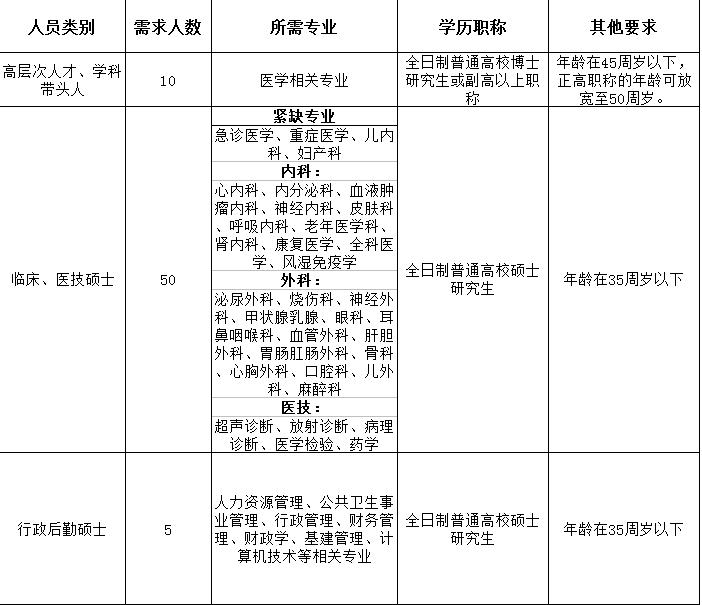 人员类别 需求人数 所需专业 学历职称 其他要求
高层次人才、学科
带头人
10
医学相关专业
全日制普通高校博士
研究生或副高以上职
称
年龄在45周岁以下，
正高职称的年龄可放
宽至50周岁。
临床、医技硕士
50
紧缺专业
急诊医学、重症医学、儿内
科、妇产科
内科：
心内科、内分泌科、血液肿
瘤内科、神经内科、皮肤科
、呼吸内科、老年医学科、
肾内科、康复医学、全科医
学、风湿免疫学
外科：
泌尿外科、烧伤科、神经外
科、甲状腺乳腺、眼科、耳
鼻咽喉科、血管外科、肝胆
外科、胃肠肛肠外科、骨科
、心胸外科、口腔科、儿外
科、麻醉科
医技：
超声诊断、放射诊断、病理
诊断、医学检验、药学
全日制普通高校硕士
研究生
年龄在35周岁以下
行政后勤硕士
5
人力资源管理、公共卫生事
业管理、行政管理、财务管
理、财政学、基建管理、计
算机技术等相关专业
全日制普通高校硕士
研究生
年龄在35周岁以下